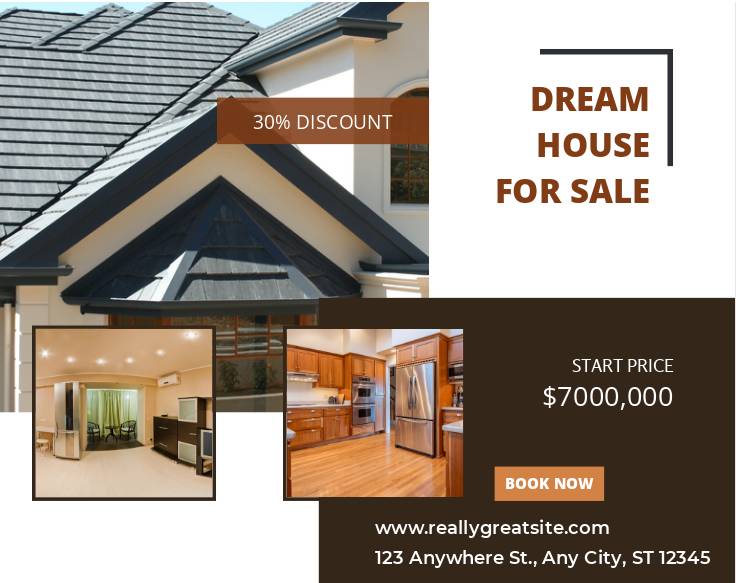 30% DISCOUNT
DREAM
HOUSE
FOR SALE
START PRICE
$7000,000
BOOK NOW
www.reallygreatsite.com
123 Anywhere St., Any City, ST 12345